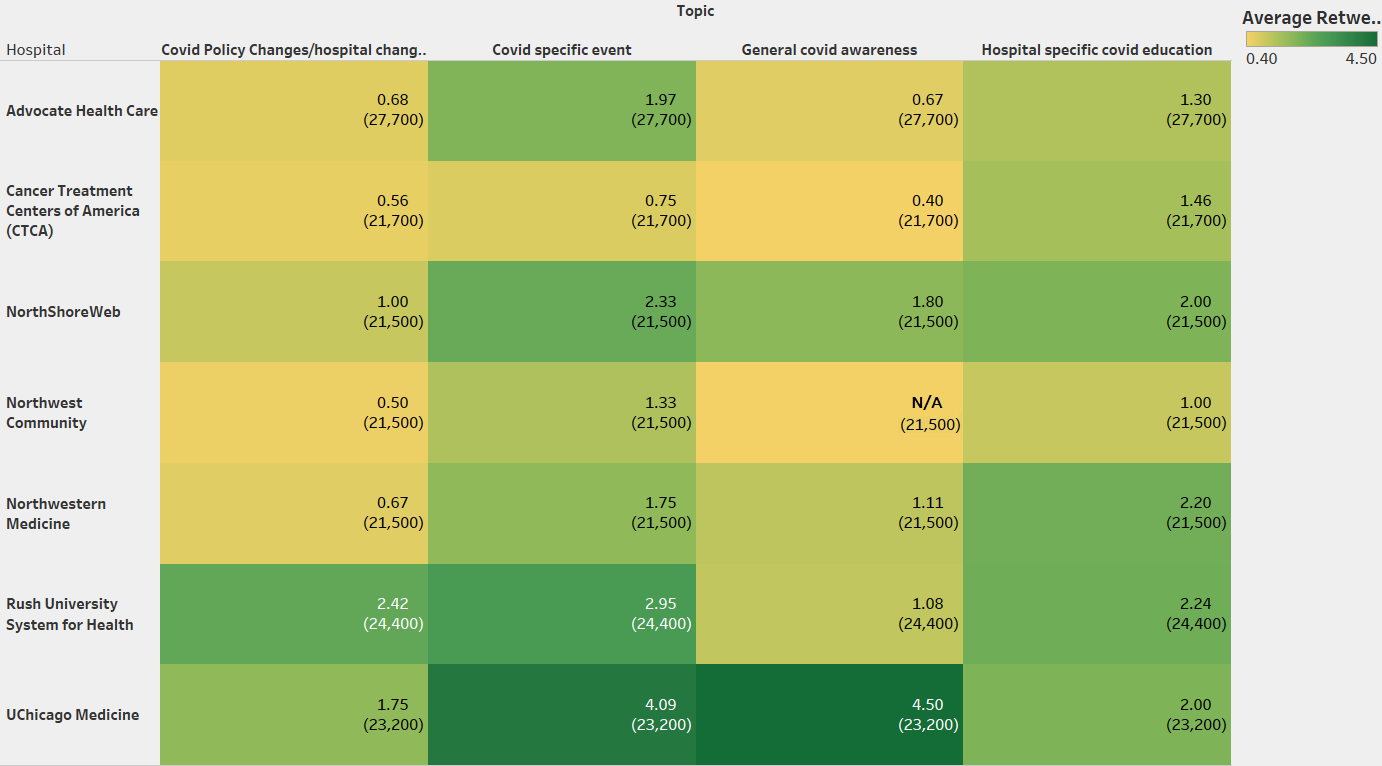 Topic
Average Retwe..
0.40 4.50
Hospital Covid Policy Changes/hospital chang.. Covid specific event General covid awareness Hospital specific covid education
Advocate Health Care
0.68 1.97 0.67 1.30
(27,700) (27,700) (27,700) (27,700)
Cancer Treatment
Centers of America
(CTCA)
0.56 0.75 0.40 1.46
(21,700) (21,700) (21,700) (21,700)
NorthShoreWeb
1.00 2.33 1.80 2.00
(21,500) (21,500) (21,500) (21,500)
Northwest
Community
0.50 1.33 N/A 1.00
(21,500) (21,500) (21,500) (21,500)
Northwestern
Medicine
0.67 1.75 1.11 2.20
(21,500) (21,500) (21,500) (21,500)
Rush University
System for Health
2.42 2.95 1.08 2.24
(24,400) (24,400) (24,400) (24,400)
UChicago Medicine
1.75 4.09 4.50 2.00
(23,200) (23,200) (23,200) (23,200)